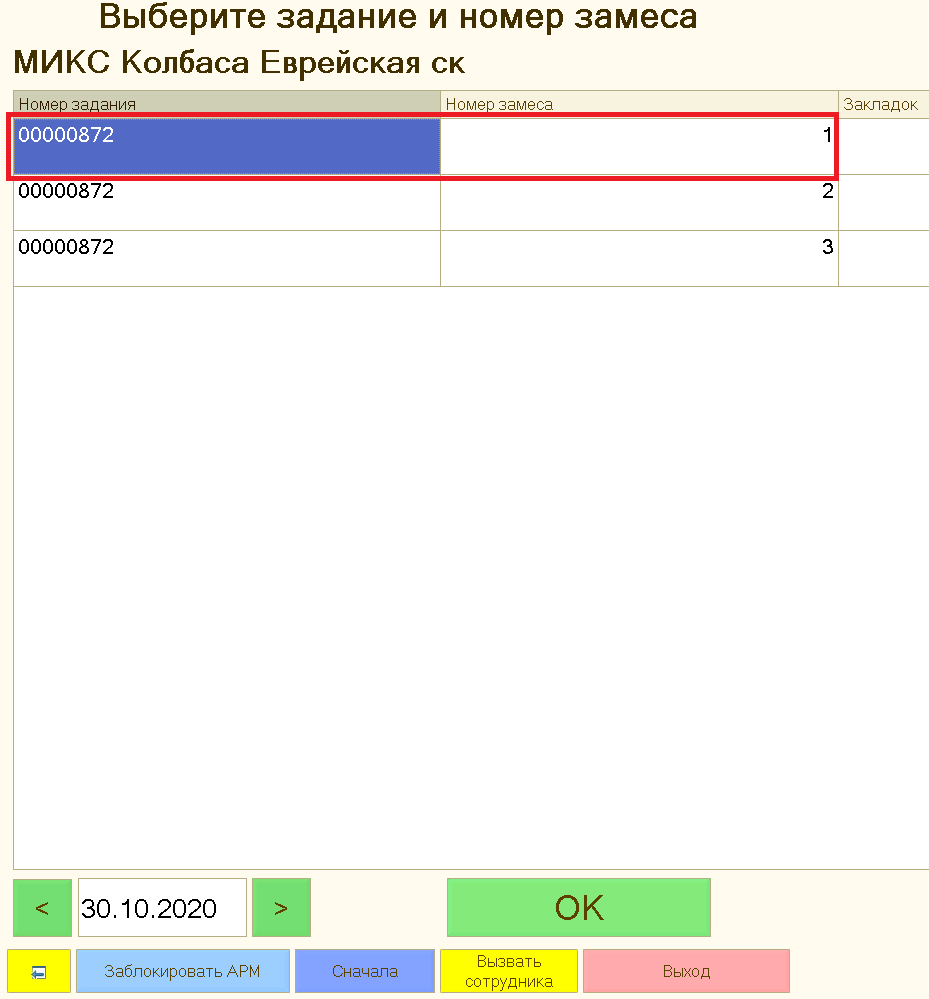 Выберите задание и номер замеса
МИКС Колбаса Еврейская ск
Номер задания Номер замеса Закладок
00000872 1
00000872 2
00000872 3
< 30.10.2020 > OK
Заблокировать АРМ Сначала Вызвать сотрудника Выход